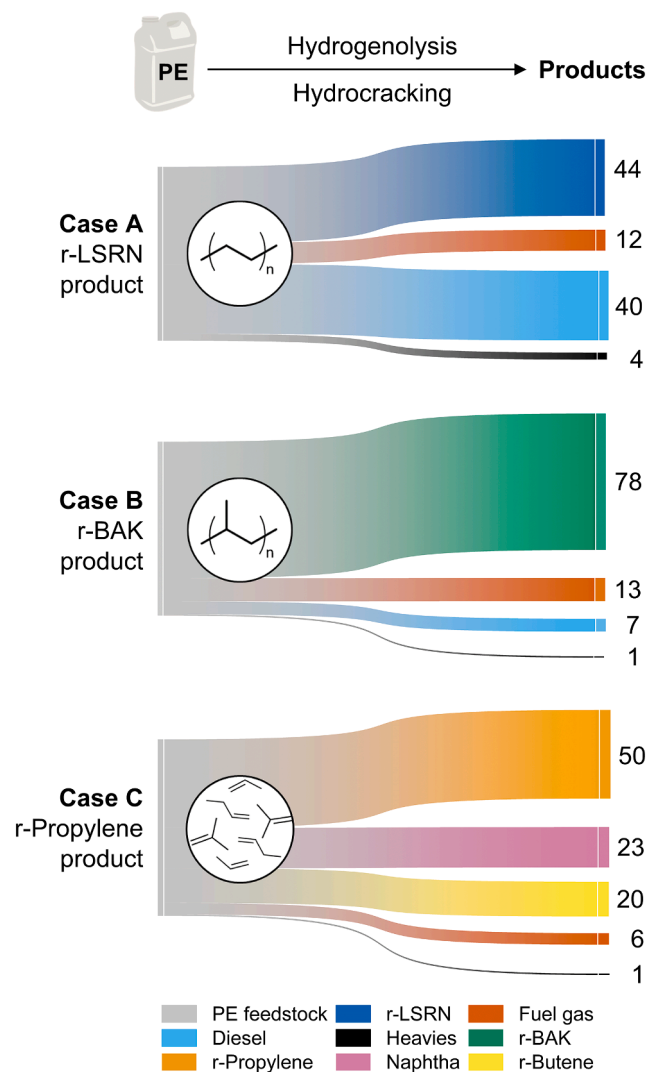 PE
Hydrogenolysis
Hydrocracking
Products
Case A
r-LSRN
product
n
44
12
40
4
Case B
r-BAK
product
n
78
13
7
1
Case C
r-Propylene
product
50
23
20
6
1
PE feedstock r-LSRN Fuel gas
Diesel Heavies r-BAK
r-Propylene Naphtha r-Butene